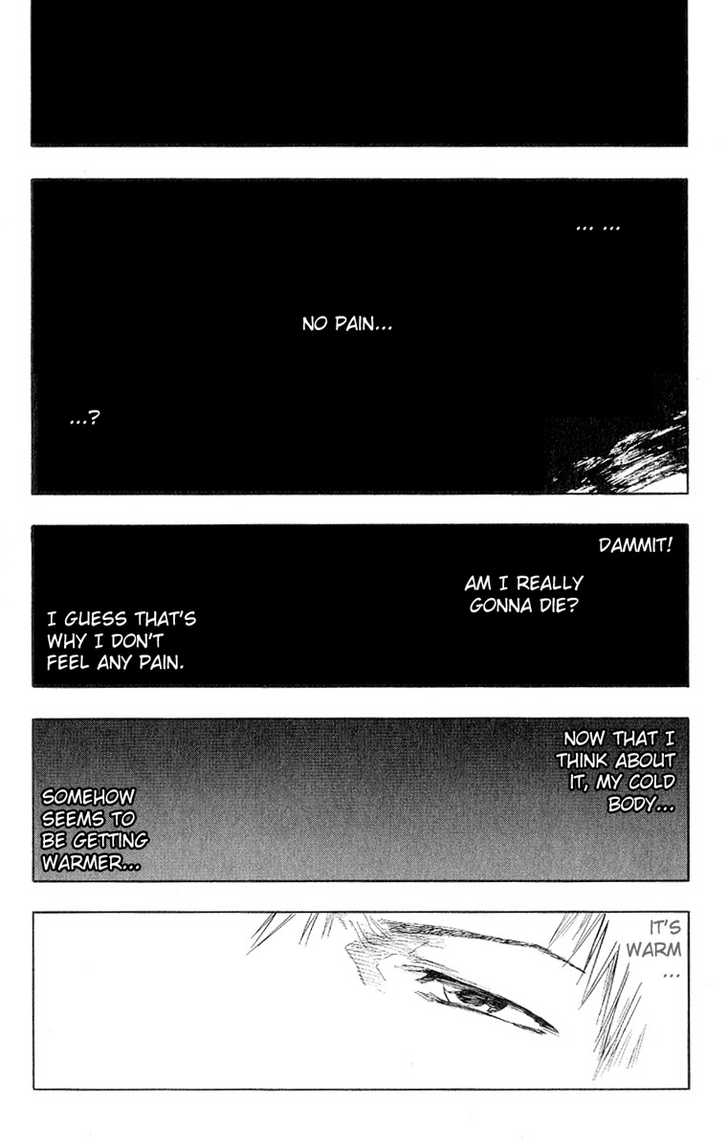 ... ...
NO PAIN...
...?
DAMMIT!
AM I REALLY
GONNA DIE?
I GUESS THAT'S
WHY I DON'T
FEEL ANY PAIN.
NOW THAT I
THINK ABOUT
IT, MY COLD
BODY...
SOMEHOW
SEEMS TO
BE GETTING
WARMER...
IT'S
WARM
...